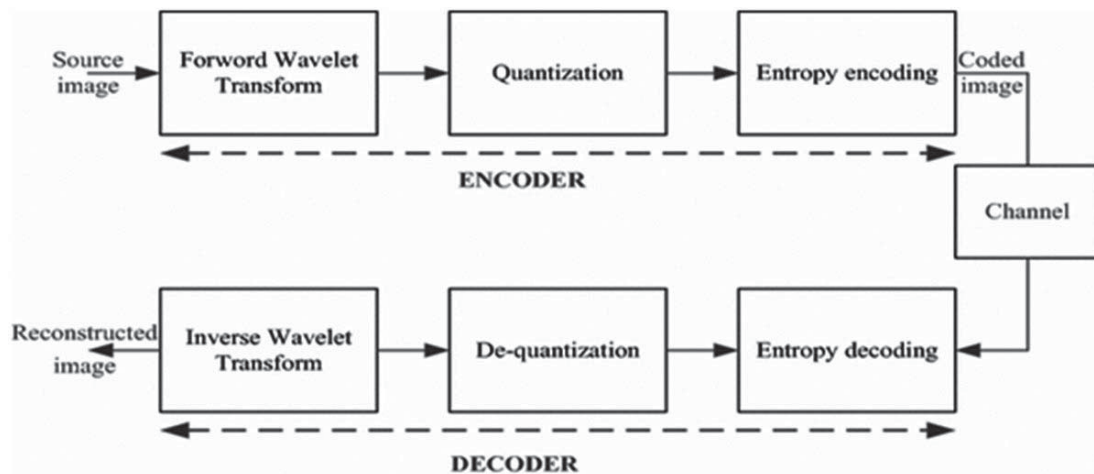 Source
image
Forword Wavelet
Transform
Quantization
Entropy encoding
Coded
image
ENCODER
Channel
Reconstructed
image
Inverse Wavelet
Transform
De-quantization
Entropy decoding
DECODER